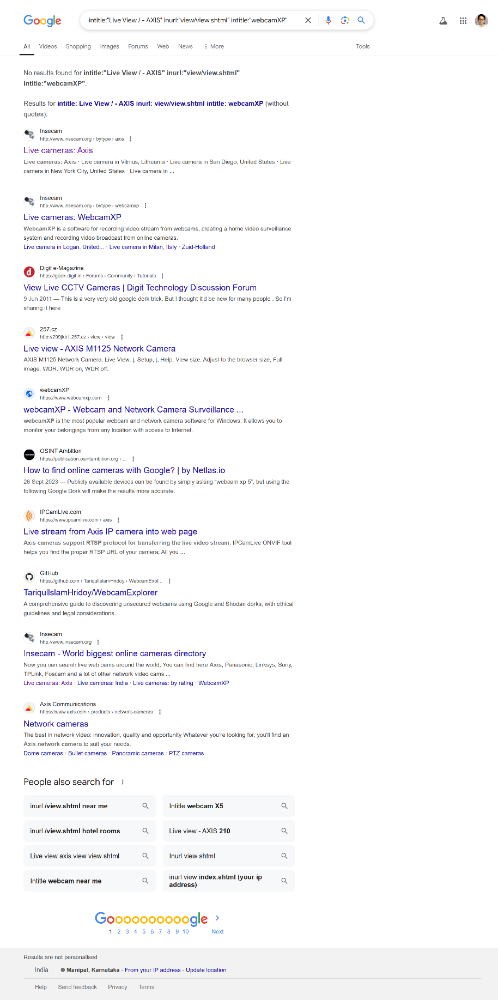 Google
intitle:"Live View / - AXIS" inurl:"view/view.shtml" intitle:"webcamXP"
All Videos Shopping Images Forums Web News More Tools
No results found for intitle:"Live View / - AXIS" inurl:"view/view.shtml"
intitle:"webcamXP".
Results for intitle: Live View / - AXIS inurl: view/view.shtml intitle: webcamXP (without
quotes):
Insecam
http://www.insecam.org › bytype › axis
Live cameras: Axis
Live cameras: Axis · Live camera in Vilnius, Lithuania · Live camera in San Diego, United States · Live
camera in New York City, United States · Live camera in ...
Insecam
http://www.insecam.org › bytype › webcamxp
Live cameras: WebcamXP
WebcamXP is a software for recording video stream from webcams, creating a home video surveillance
system and recording video broadcast from online cameras.
Live camera in Logan, United... · Live camera in Milan, Italy · Zuid-Holland
d
Digit e-Magazine
https://geek.digit.in › Forums › Community › Tutorials
View Live CCTV Cameras | Digit Technology Discussion Forum
9 Jun 2011 — This is a very very old google dork trick. But I thought it'd be new for many people , So i'm
sharing it here
257.cz
http://299jkb1.257.cz › view › view
Live view - AXIS M1125 Network Camera
AXIS M1125 Network Camera. Live View, |, Setup, |, Help. View size. Adjust to the browser size, Full
image. WDR. WDR on, WDR off.
webcamXP
https://www.webcamxp.com
webcamXP - Webcam and Network Camera Surveillance ...
webcamXP is the most popular webcam and network camera software for Windows. It allows you to
monitor your belongings from any location with access to Internet.
OSINT Ambition
https://publication.osintambition.org › ...
How to find online cameras with Google? | by Netlas.io
26 Sept 2023 — Publicly available devices can be found by simply asking “webcam xp 5”, but using the
following Google Dork will make the results more accurate.
IPCamLive.com
https://www.ipcamlive.com › axis
Live stream from Axis IP camera into web page
Axis cameras support RTSP protocol for transferring the live video stream; IPCamLive ONVIF tool
helps you find the proper RTSP URL of your camera; All you ...
GitHub
https://github.com › TariqulIslamHridoy › WebcamExpl...
TariqulIslamHridoy/WebcamExplorer
A comprehensive guide to discovering unsecured webcams using Google and Shodan dorks, with ethical
guidelines and legal considerations.
Insecam
http://www.insecam.org
Insecam - World biggest online cameras directory
Now you can search live web cams around the world. You can find here Axis, Panasonic, Linksys, Sony,
TPLink, Foscam and a lot of other network video cams ...
Live cameras: Axis · Live cameras: India · Live cameras: by rating · WebcamXP
Axis Communications
https://www.axis.com › products › network-cameras
Network cameras
The best in network video: innovation, quality and opportunity Whatever you're looking for, you'll find an
Axis network camera to suit your needs.
Dome cameras · Bullet cameras · Panoramic cameras · PTZ cameras
People also search for
inurl /view.shtml near me
Intitle webcam X5
inurl /view.shtml hotel rooms
Live view - AXIS 210
Live view axis view view shtml
Inurl view shtml
Intitle webcam near me
inurl view index.shtml (your ip
address)
Goooooooooogle
1 2 3 4 5 6 7 8 9 10 Next
Results are not personalised
India Manipal, Karnataka - From your IP address - Update location
Help Send feedback Privacy Terms